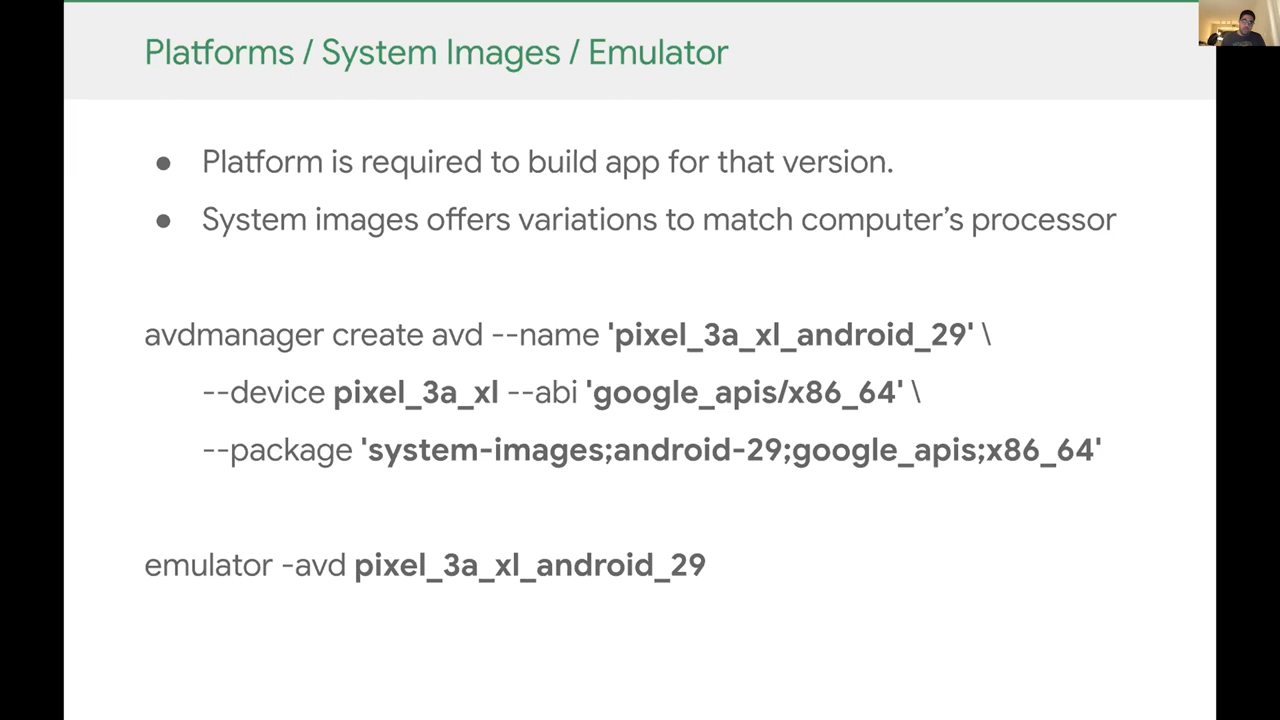 Platforms / System Images / Emulator
● Platform is required to build app for that version.
● System images offers variations to match computer’s processor
avdmanager create avd --name 'pixel_3a_xl_android_29' \
--device pixel_3a_xl --abi 'google_apis/x86_64' \
--package 'system-images;android-29;google_apis;x86_64'
emulator -avd pixel_3a_xl_android_29